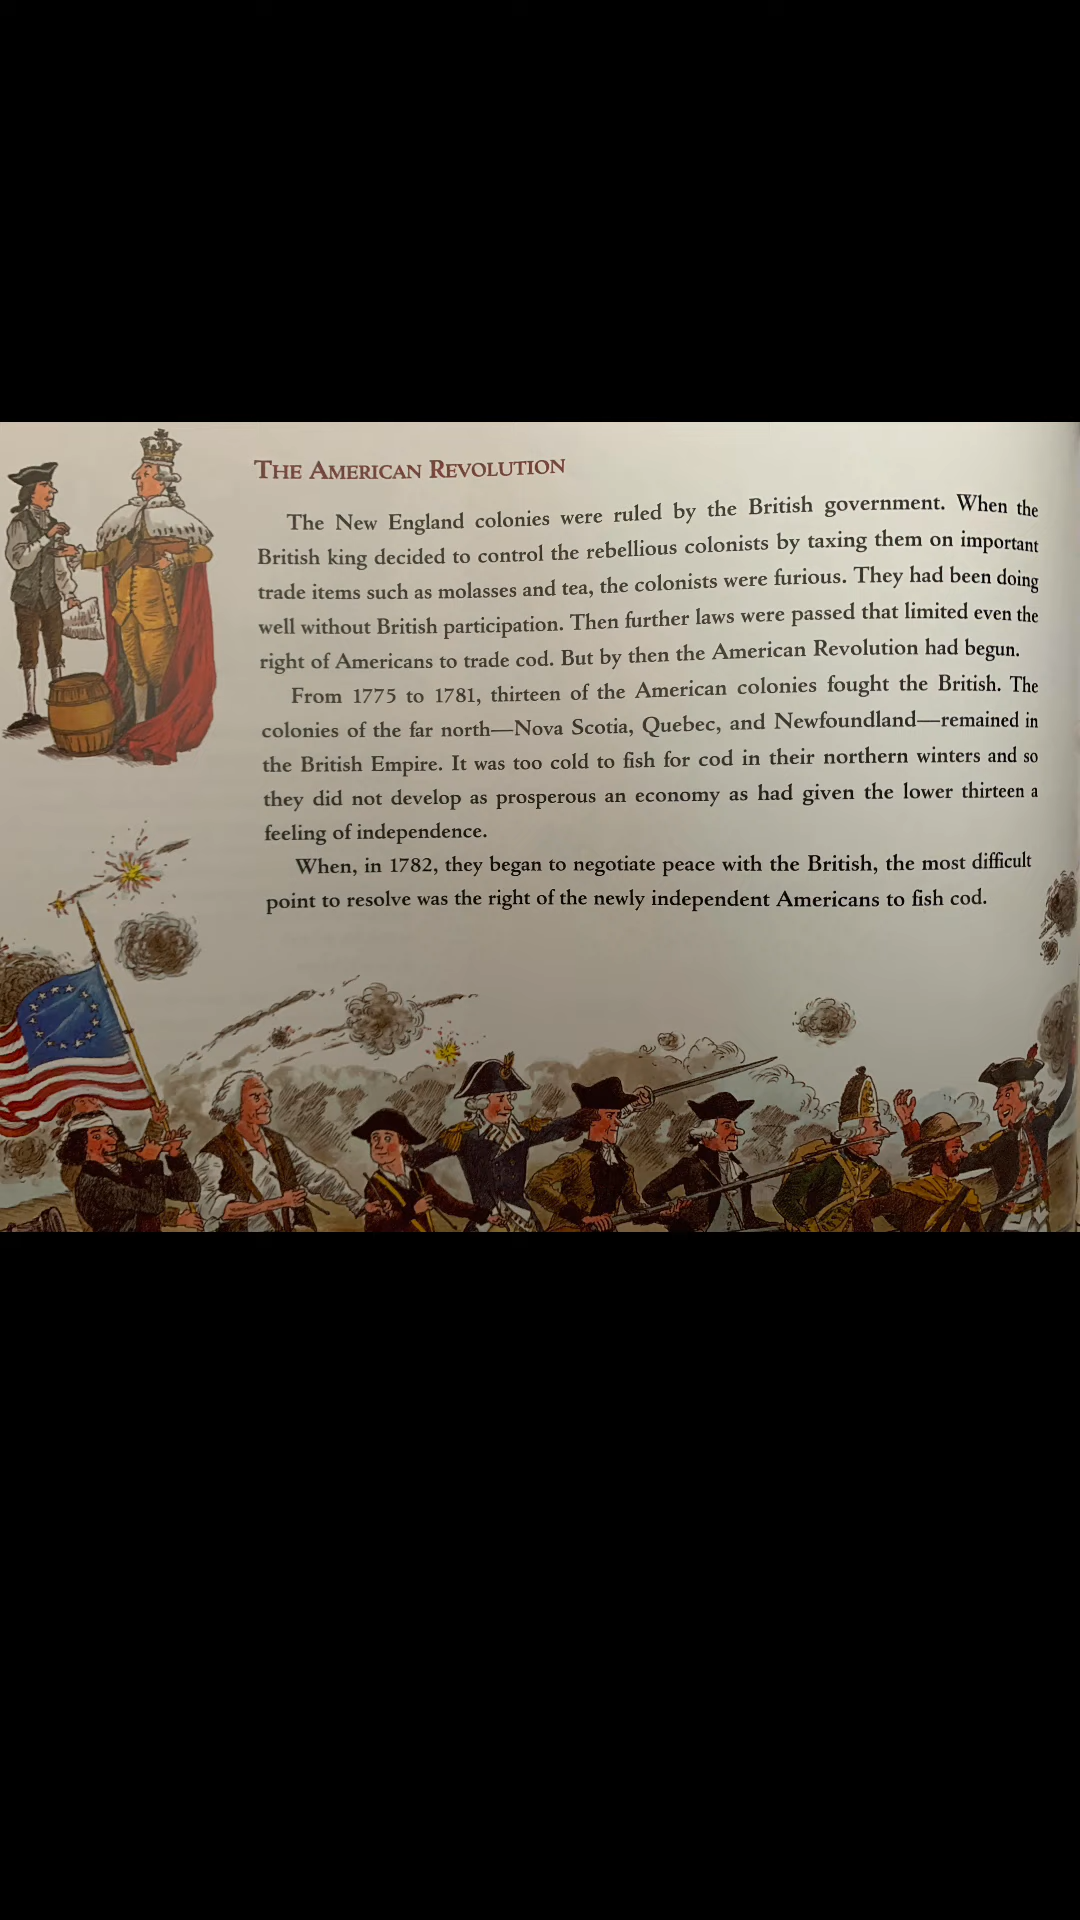 THE AMERICAN REVOLUTION
The New England colonies were ruled by the British government. When the
British king decided to control the rebellious colonists by taxing them on important
trade items such as molasses and tea, the colonists were furious. They had been doing
well without British participation. Then further laws were passed that limited even the
right of Americans to trade cod. But by then the American Revolution had begun.
From 1775 to 1781, thirteen of the American colonies fought the British. The
colonies of the far north—Nova Scotia, Quebec, and Newfoundland—remained in
the British Empire. It was too cold to fish for cod in their northern winters and so
they did not develop as prosperous an economy as had given the lower thirteen a
feeling of independence.
When, in 1782, they began to negotiate peace with the British, the most difficult
point to resolve was the right of the newly independent Americans to fish cod.